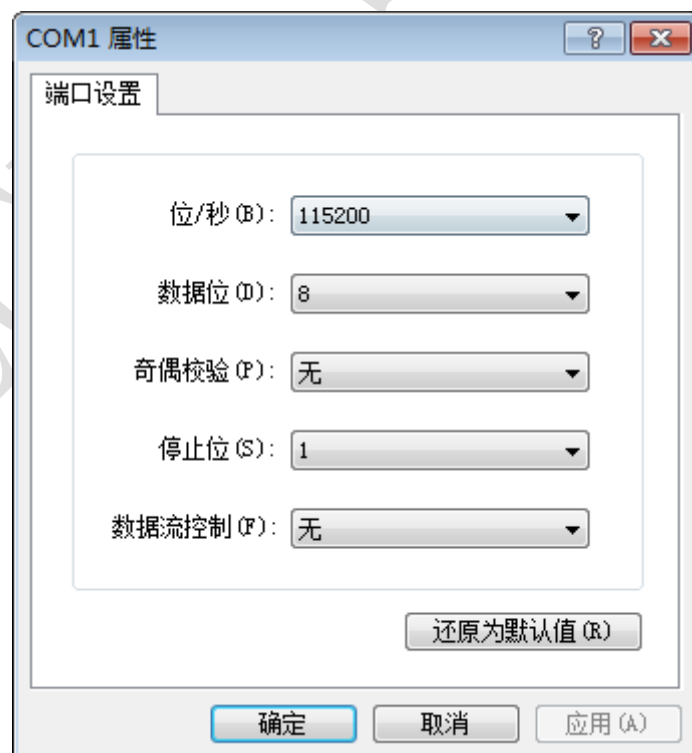 COM1 属性
端口设置
位/秒(B): 115200
数据位(D): 8
奇偶校验(P): 无
停止位(S): 1
数据流控制(F): 无
还原为默认值(R)
确定 取消 应用(A)